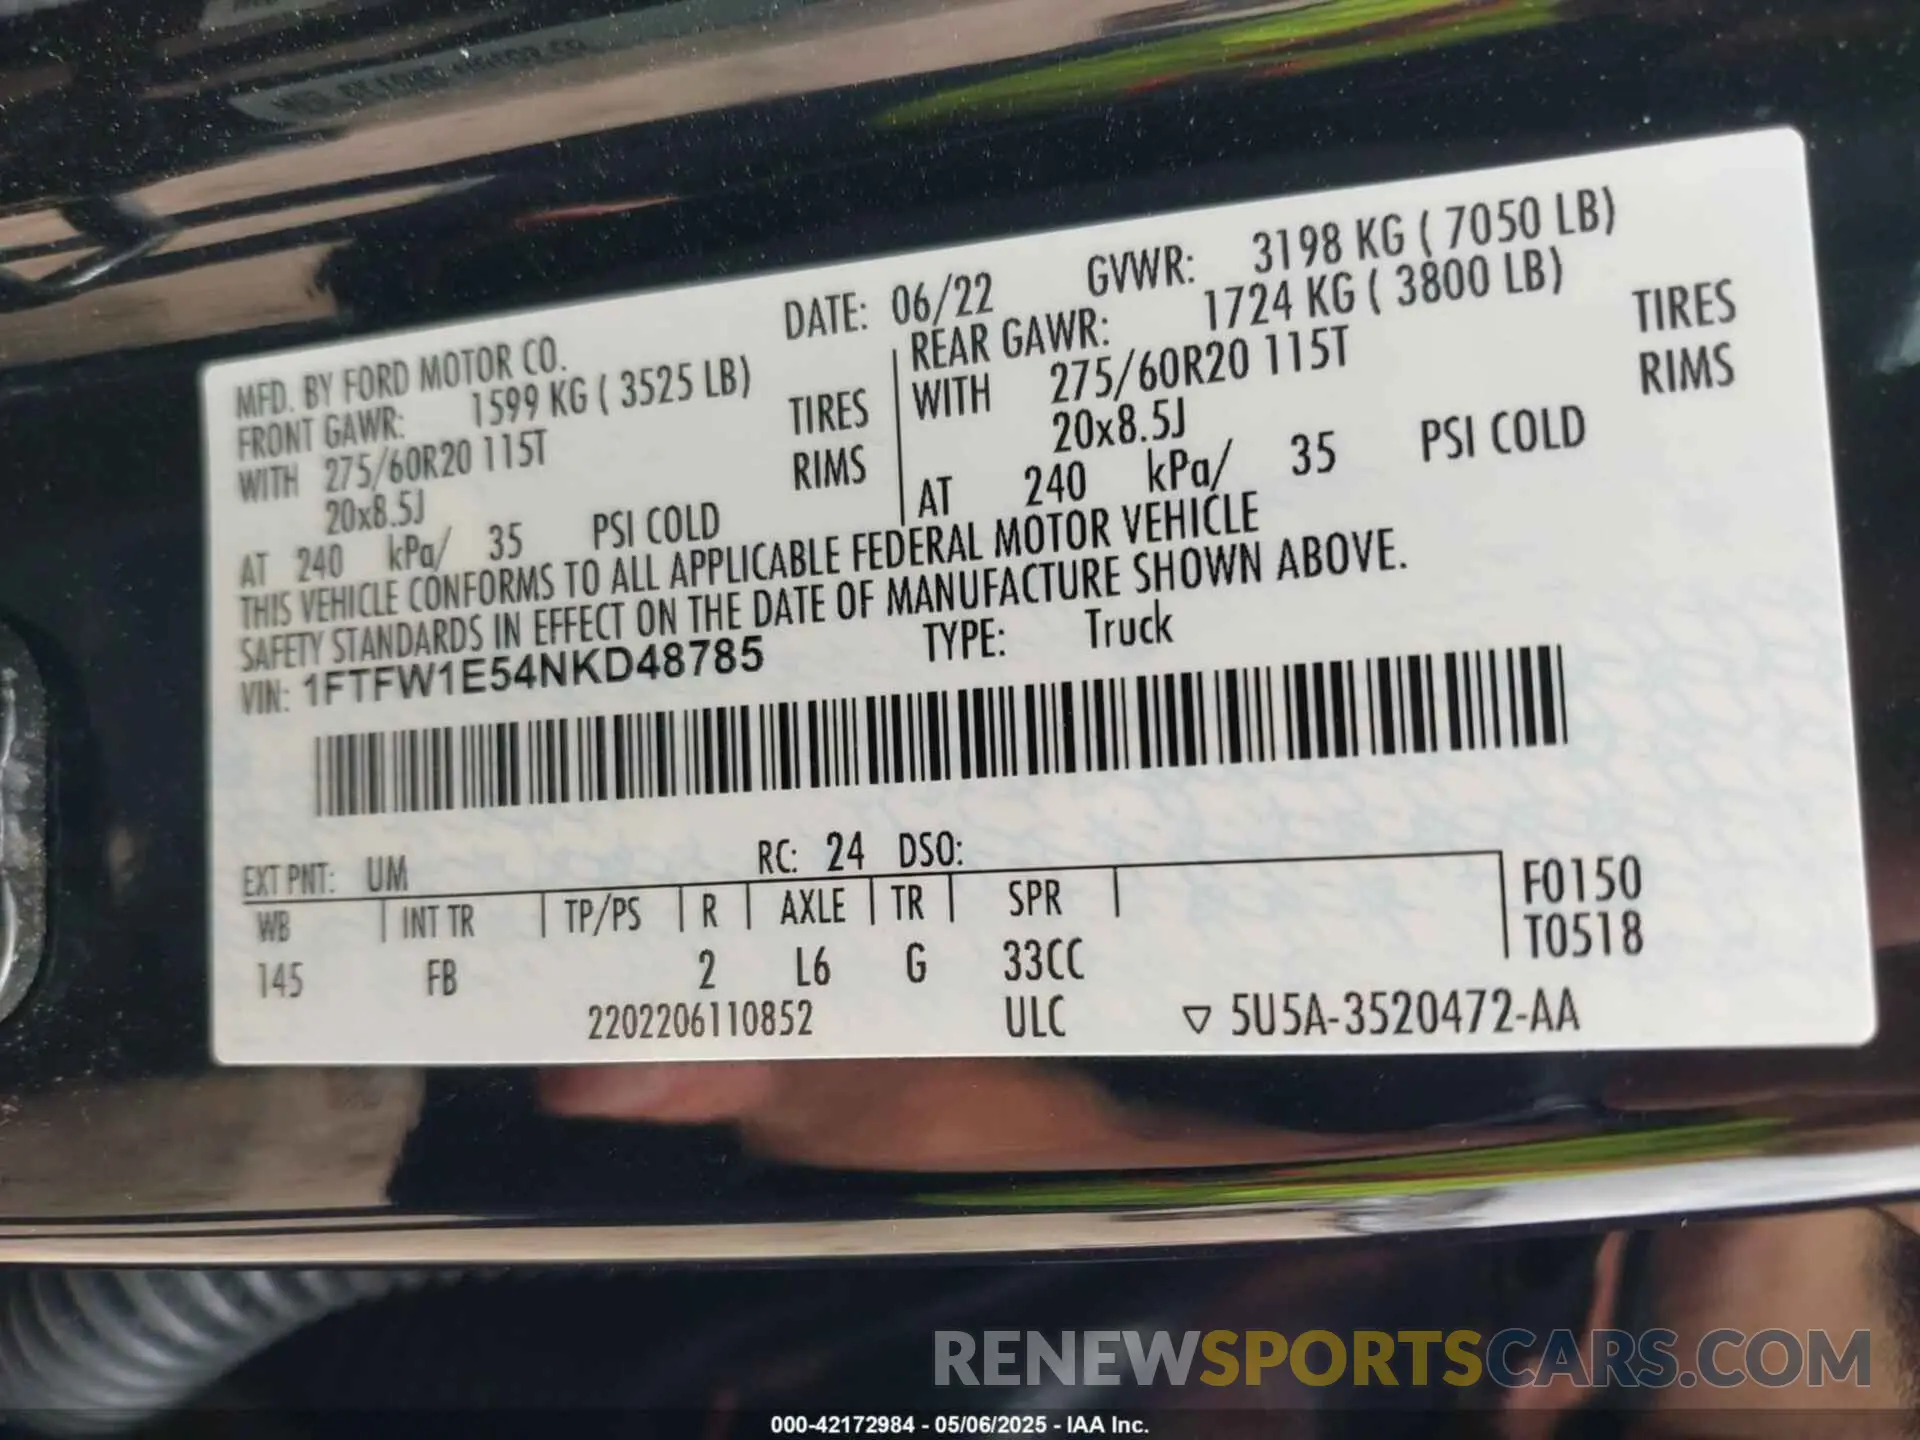 MFD. BY FORD MOTOR CO. DATE: 06/22 GVWR: 3198 KG ( 7050 LB)
FRONT GAWR: 1599 KG ( 3525 LB) REAR GAWR: 1724 KG ( 3800 LB)
WITH 275/60R20 115T TIRES WITH 275/60R20 115T TIRES
20x8.5J RIMS 20x8.5J RIMS
AT 240 kPa/ 35 PSI COLD AT 240 kPa/ 35 PSI COLD
THIS VEHICLE CONFORMS TO ALL APPLICABLE FEDERAL MOTOR VEHICLE
SAFETY STANDARDS IN EFFECT ON THE DATE OF MANUFACTURE SHOWN ABOVE.
VIN: 1FTFW1E54NKD48785 TYPE: Truck
EXT PNT: UM RC: 24 DSO:
WB INT TR TP/PS R AXLE TR SPR F0150
T0518
145 FB 2 L6 G 33CC
2202206110852 ULC ▽ 5U5A-3520472-AA
RENEWSPORTSCARS.COM
000-42172984 - 05/06/2025 - IAA Inc.